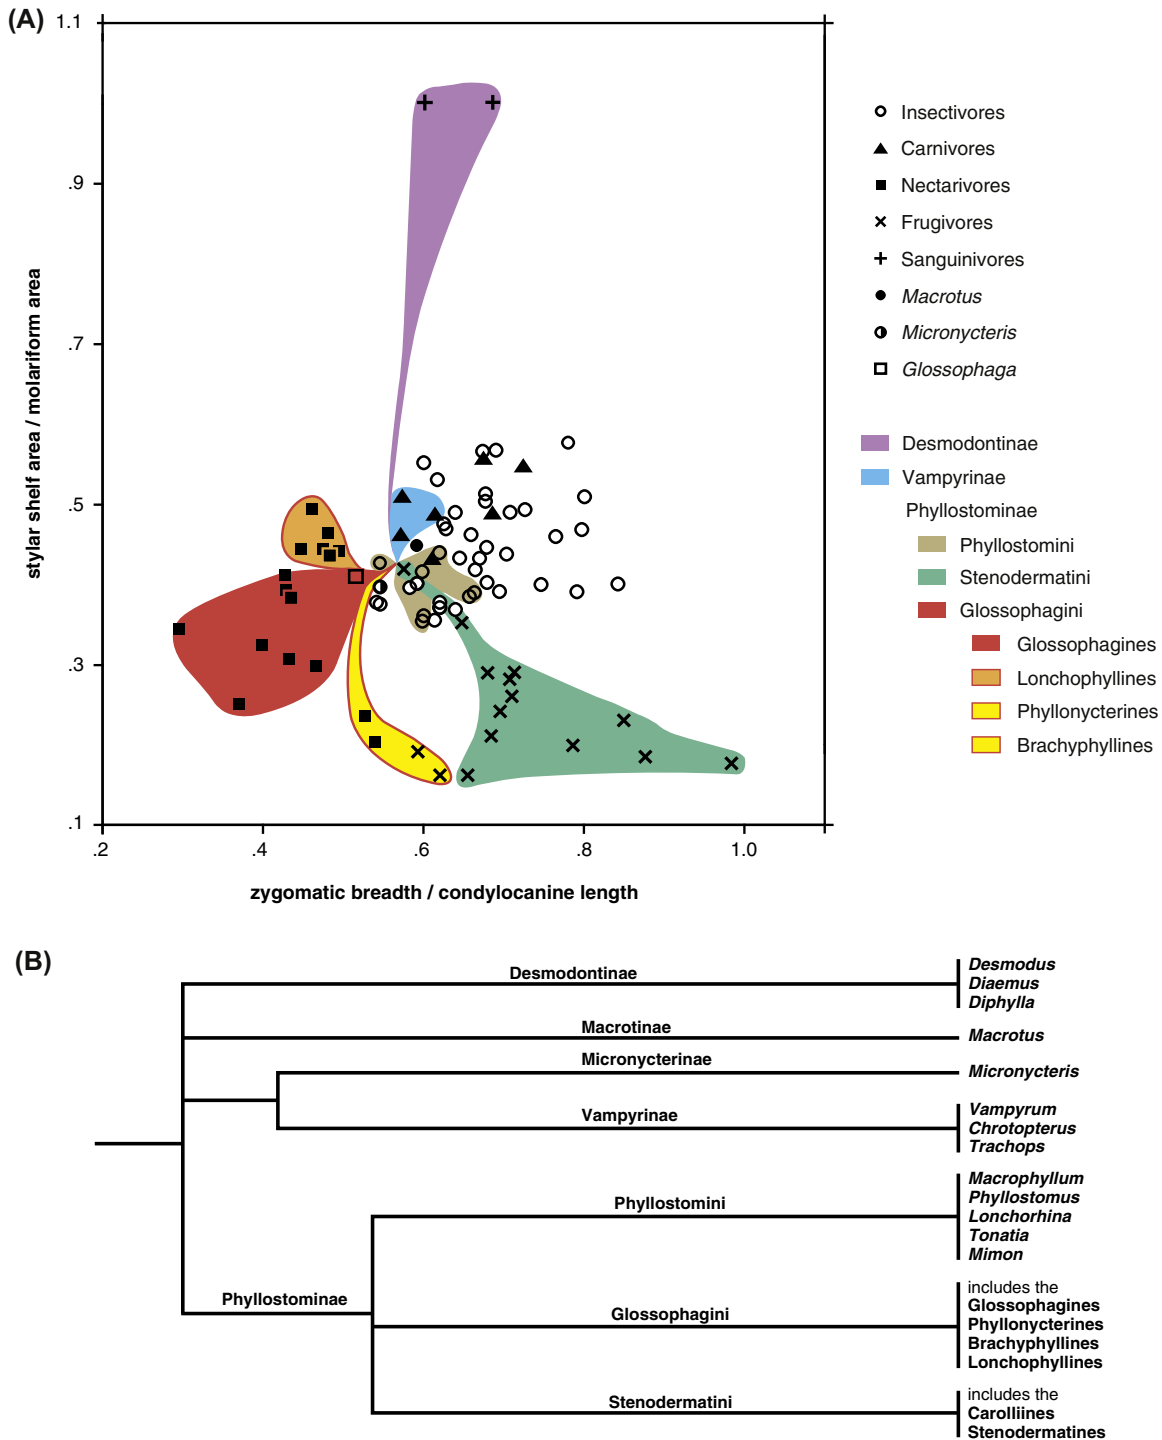 (A)
1.1
.9
.7
.5
.3
.1
.2
.4
.6
.8
1.0
stylar shelf area / molariform area
zygomatic breadth / condylocanine length
Insectivores
Carnivores
Nectarivores
Frugivores
Sanguinivores
Macrotus
Micronycteris
Glossophaga
Desmodontinae
Vampyrinae
Phyllostominae
Phyllostomini
Stenodermatini
Glossophagini
Glossophagines
Lonchophyllines
Phyllonycterines
Brachyphyllines
(B)
Desmodontinae
Desmodus
Diaemus
Diphylla
Macrotinae
Macrotus
Micronycterinae
Micronycteris
Vampyrinae
Vampyrum
Chrotopterus
Trachops
Phyllostominae
Phyllostomini
Macrophyllum
Phyllostomus
Lonchorhina
Tonatia
Mimon
Glossophagini
includes the
Glossophagines
Phyllonycterines
Brachyphyllines
Lonchophyllines
Stenodermatini
includes the
Carolliines
Stenodermatines